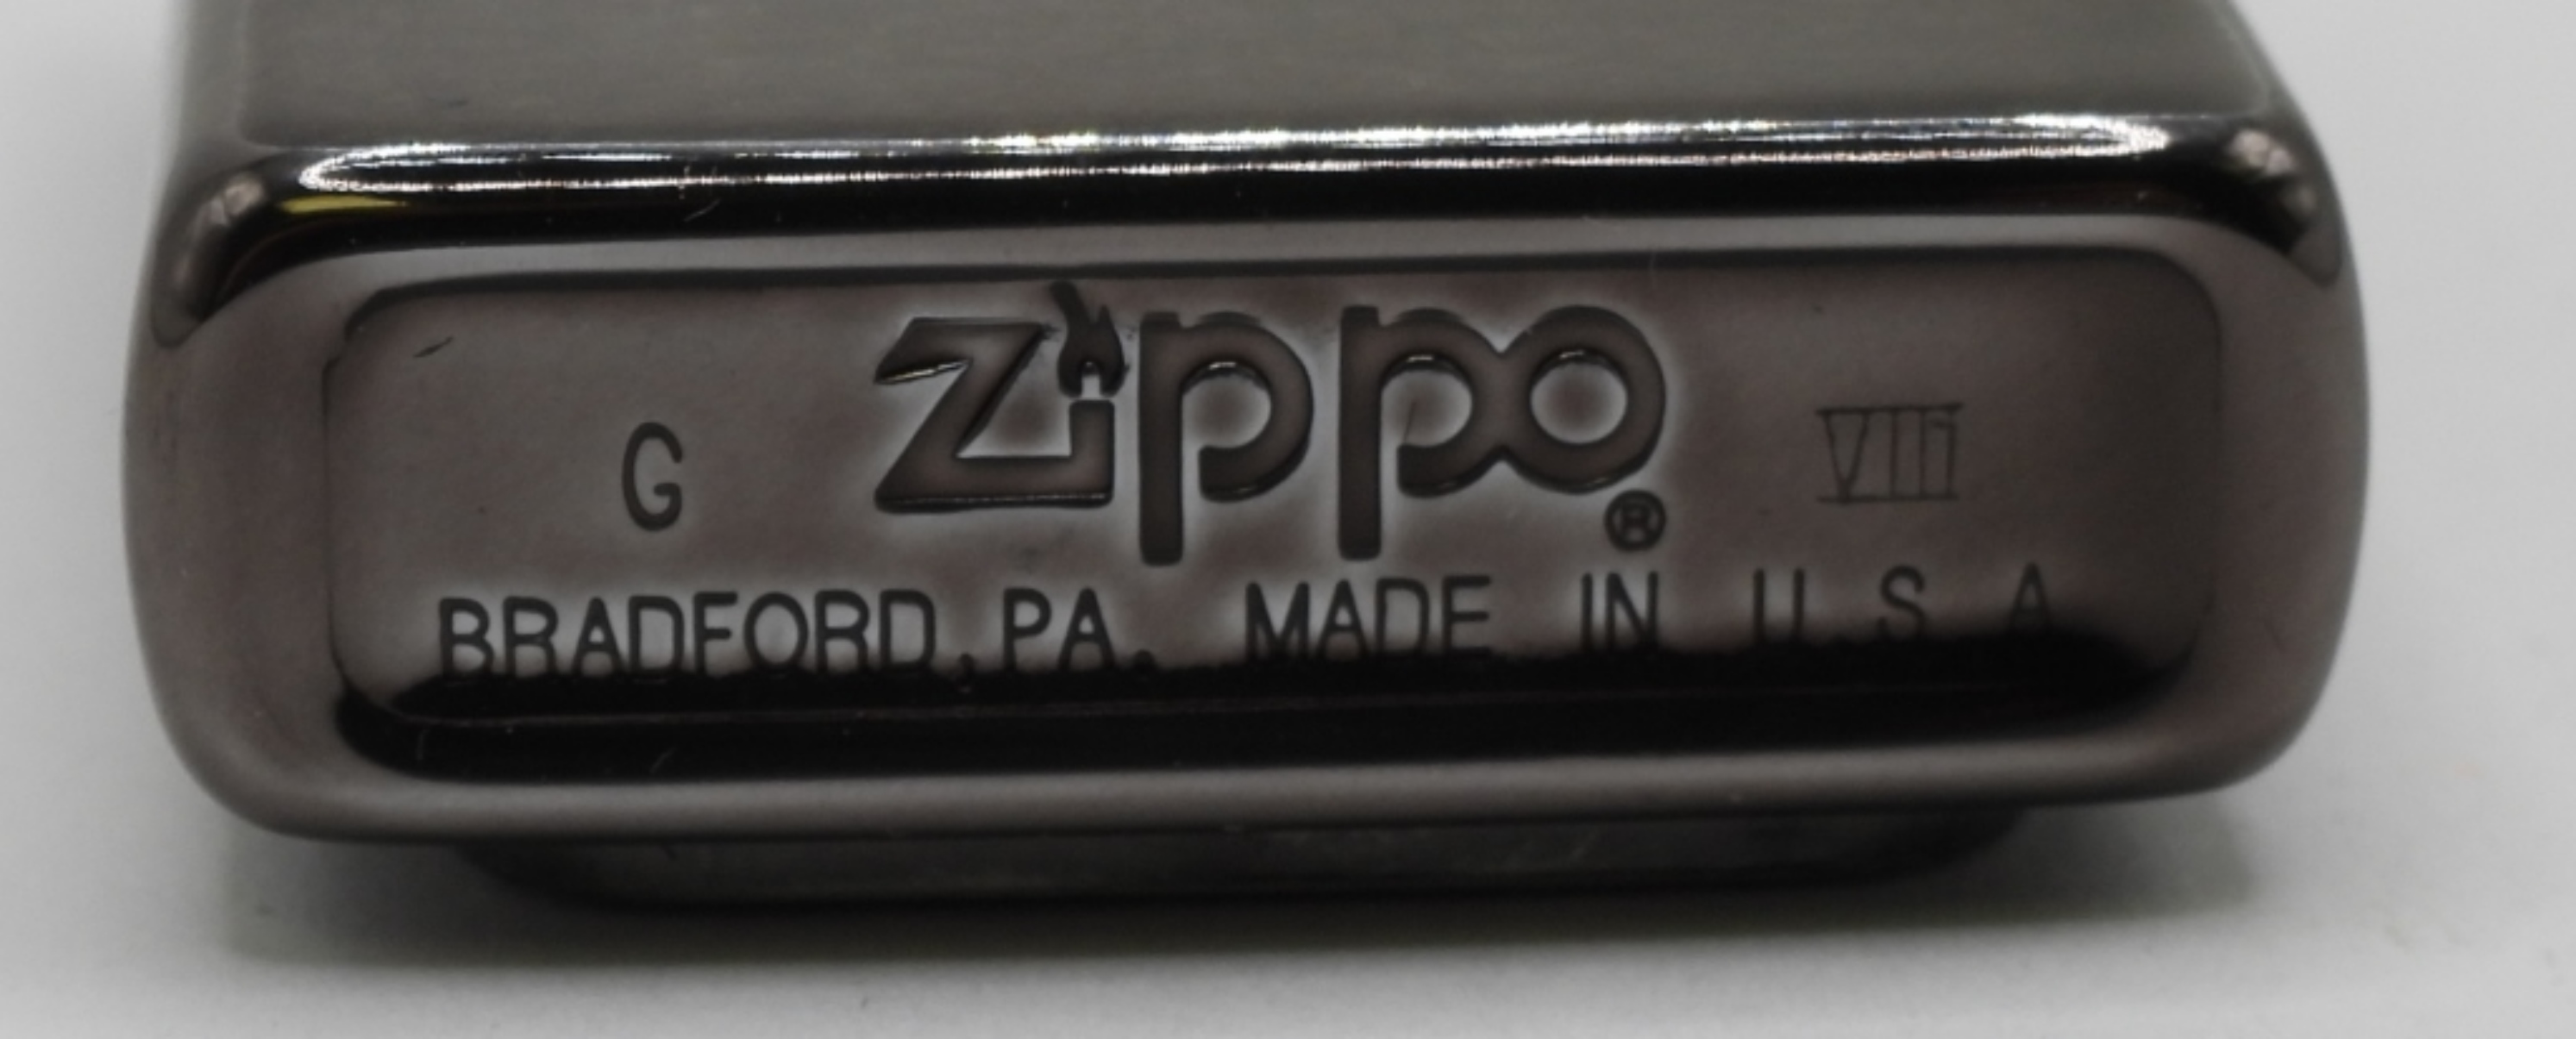 G Zippo ® VIII
BRADFORD, PA. MADE IN U.S.A